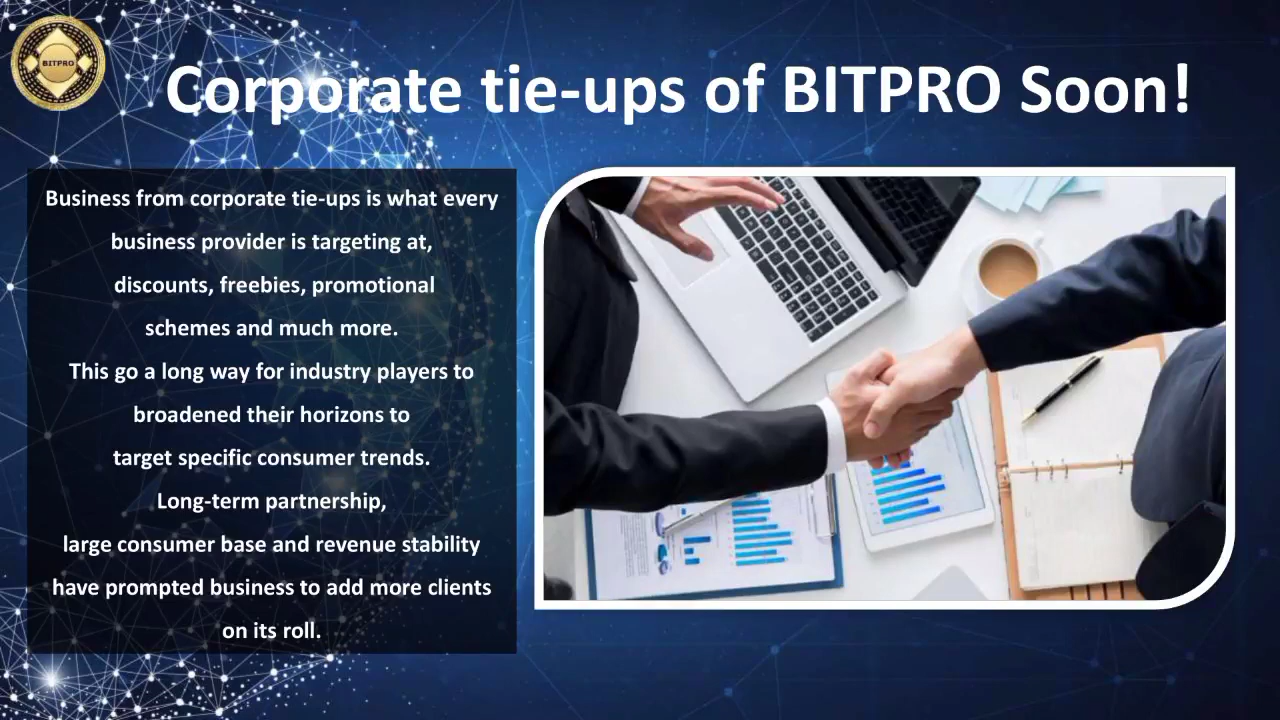 BITPRO
Corporate tie-ups of BITPRO Soon!
Business from corporate tie-ups is what every
business provider is targeting at,
discounts, freebies, promotional
schemes and much more.
This go a long way for industry players to
broadened their horizons to
target specific consumer trends.
Long-term partnership,
large consumer base and revenue stability
have prompted business to add more clients
on its roll.